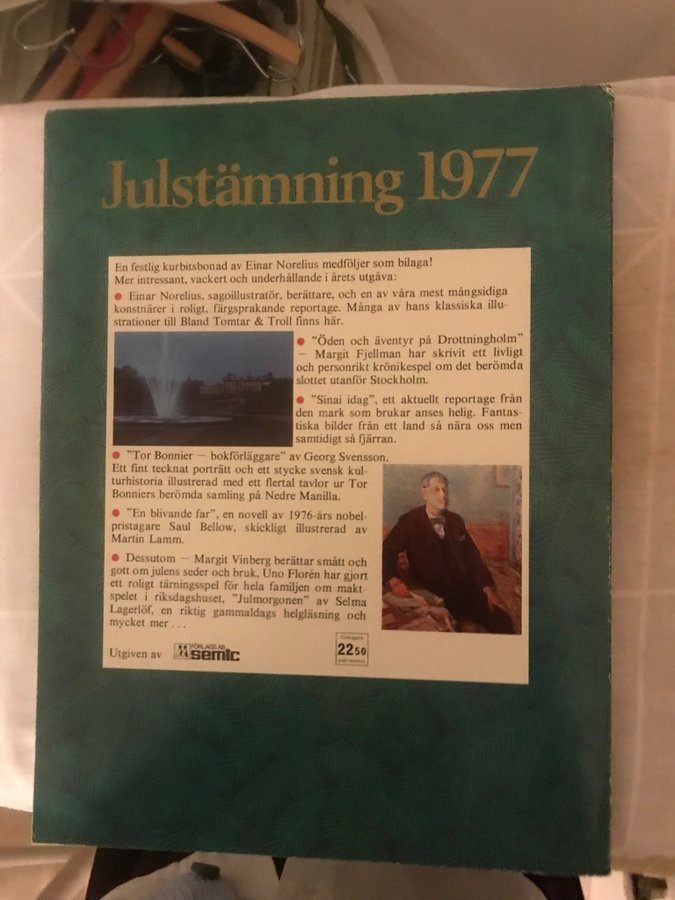 Julstämning 1977
En festlig kurbitsbonad av Einar Norelius medföljer som bilaga!
Mer intressant, vackert och underhållande i årets utgåva:
● Einar Norelius, sagoillustratör, berättare, och en av våra mest mångsidiga
konstnärer i roligt, färgsprakande reportage. Många av hans klassiska illu-
strationer till Bland Tomtar & Troll finns här.
● "Öden och äventyr på Drottningholm"
— Margit Fjellman har skrivit ett livligt
och personrikt krönikespel om det berömda
slottet utanför Stockholm.
● "Sinai idag", ett aktuellt reportage från
den mark som brukar anses helig. Fantas-
tiska bilder från ett land så nära oss men
samtidigt så fjärran.
● "Tor Bonnier — bokförläggare" av Georg Svensson.
Ett fint tecknat porträtt och ett stycke svensk kul-
turhistoria illustrerad med ett flertal tavlor ur Tor
Bonniers berömda samling på Nedre Manilla.
● "En blivande far", en novell av 1976-års nobel-
pristagare Saul Bellow, skickligt illustrerad av
Martin Lamm.
● Dessutom — Margit Vinberg berättar smått och
gott om julens seder och bruk, Uno Florén har gjort
ett roligt tärningsspel för hela familjen om makt-
spelet i riksdagshuset, "Julmorgonen" av Selma
Lagerlöf, en riktig gammaldags helgläsning och
mycket mer ...
Utgiven av
FÖRLAGS AB
semic
22 50